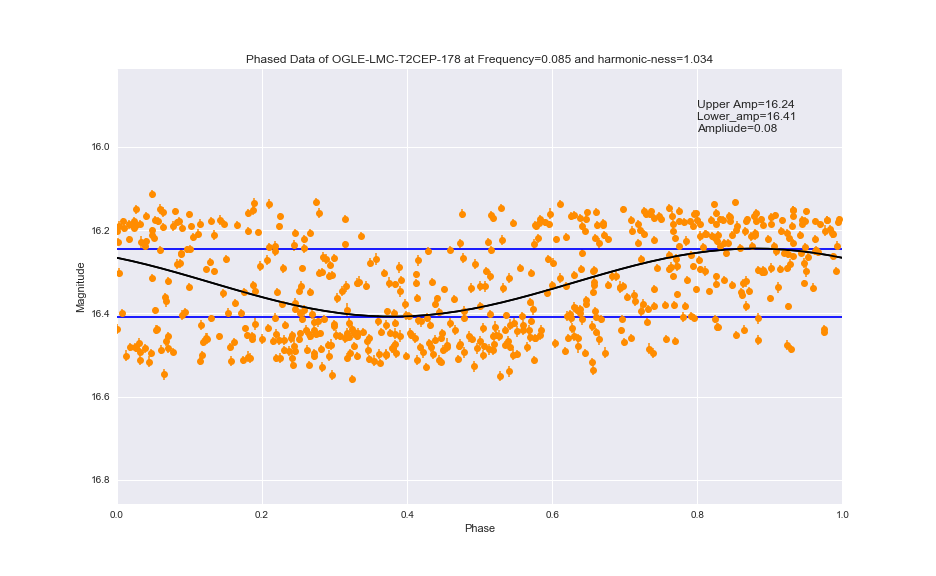 Phased Data of OGLE-LMC-T2CEP-178 at Frequency=0.085 and harmonic-ness=1.034
Upper Amp=16.24
Lower_amp=16.41
Ampliude=0.08
16.0
16.2
16.4
16.6
16.8
Magnitude
0.0 0.2 0.4 0.6 0.8 1.0
Phase